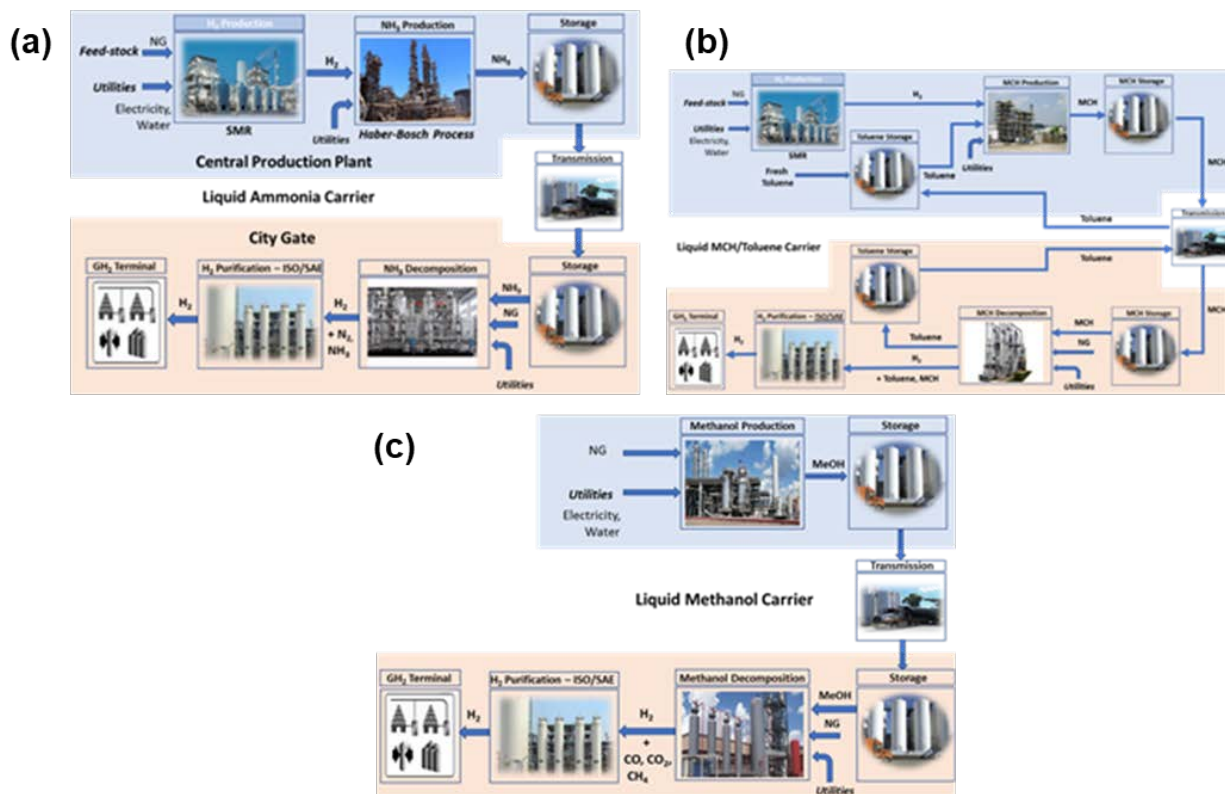 (a)
H₂ Production
NH₃ Production
Storage
Feed-stock
NG
H₂
NH₃
Utilities
Electricity,
Water
SMR
Utilities
Haber-Bosch Process
Central Production Plant
Transmission
Liquid Ammonia Carrier
City Gate
GH₂ Terminal
H₂ Purification – ISO/SAE
NH₃ Decomposition
Storage
H₂
H₂
+ N₂,
NH₃
NH₃
NG
Utilities
(b)
H₂ Production
MCH Production
MCH Storage
NG
Feed-stock
H₂
MCH
Utilities
Electricity,
Water
SMR
Toluene Storage
Toluene
Utilities
Fresh
Toluene
MCH
Toluene
Transmission
Liquid MCH/Toluene Carrier
Toluene Storage
Toluene
MCH
GH₂ Terminal
H₂ Purification – ISO/SAE
MCH Decomposition
MCH Storage
Toluene
MCH
NG
H₂
H₂
+ Toluene, MCH
Utilities
(c)
Methanol Production
Storage
NG
MeOH
Utilities
Electricity,
Water
Transmission
Liquid Methanol Carrier
GH₂ Terminal
H₂ Purification – ISO/SAE
Methanol Decomposition
Storage
MeOH
H₂
H₂
NG
+
CO, CO₂,
CH₄
Utilities